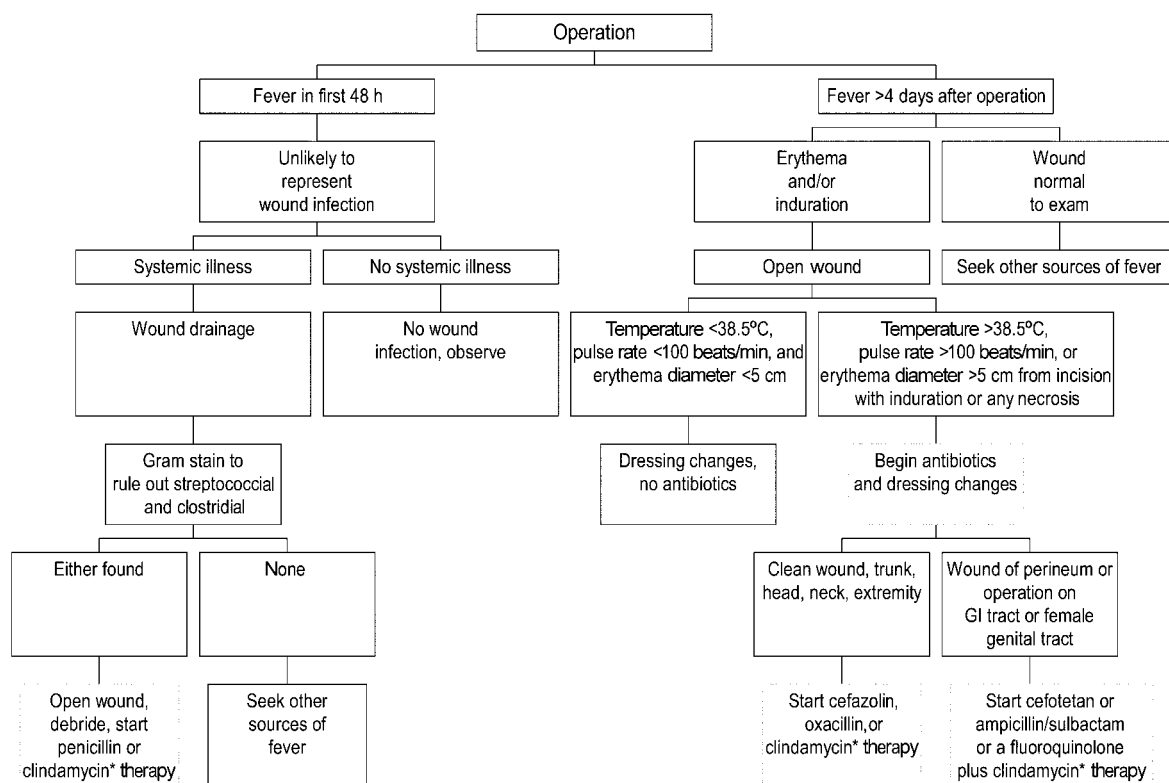 Operation
Fever in first 48 h
Fever >4 days after operation
Unlikely to
represent
wound infection
Erythema
and/or
induration
Wound
normal
to exam
Systemic illness
No systemic illness
Open wound
Seek other sources of fever
Wound drainage
No wound
infection, observe
Temperature <38.5ºC,
pulse rate <100 beats/min, and
erythema diameter <5 cm
Temperature >38.5ºC,
pulse rate >100 beats/min, or
erythema diameter >5 cm from incision
with induration or any necrosis
Gram stain to
rule out streptococcial
and clostridial
Dressing changes,
no antibiotics
Begin antibiotics
and dressing changes
Either found
None
Clean wound, trunk,
head, neck, extremity
Wound of perineum or
operation on
GI tract or female
genital tract
Open wound,
debride, start
penicillin or
clindamycin* therapy
Seek other
sources of
fever
Start cefazolin,
oxacillin,or
clindamycin* therapy
Start cefotetan or
ampicillin/sulbactam
or a fluoroquinolone
plus clindamycin* therapy